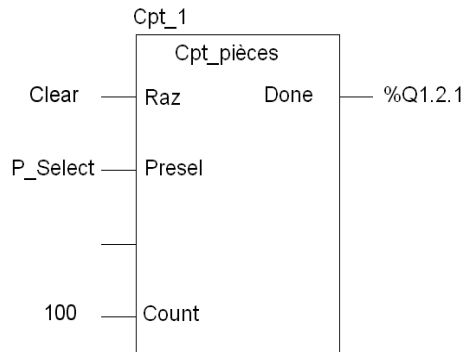 Cpt_1
Cpt_pièces
Clear Raz Done %Q1.2.1
P_Select Presel
100 Count